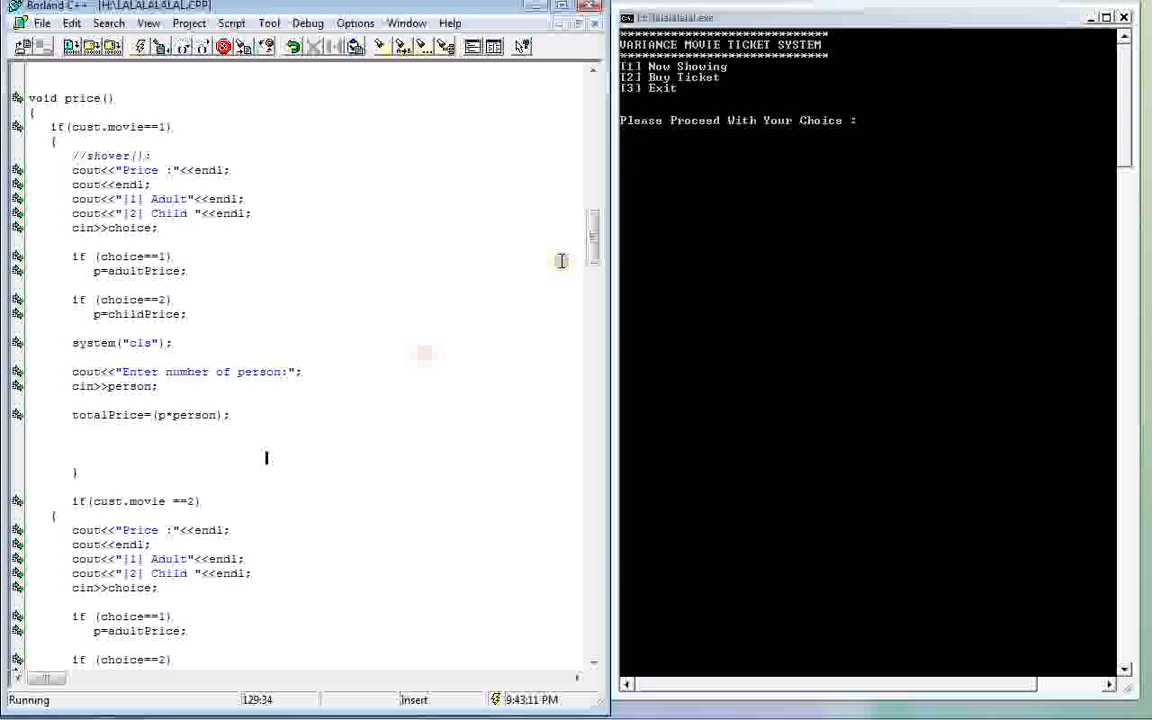 Borland C++ - [H:\LALALALALAL.CPP]
File Edit Search View Project Script Tool Debug Options Window Help
void price()
{
if(cust.movie==1)
{
//shover();
cout<<"Price :"<<endl;
cout<<endl;
cout<<"|1| Adult"<<endl;
cout<<"|2| Child "<<endl;
cin>>choice;
if (choice==1)
p=adultPrice;
if (choice==2)
p=childPrice;
system("cls");
cout<<"Enter number of person:";
cin>>person;
totalPrice=(p*person);
}
if(cust.movie ==2)
{
cout<<"Price :"<<endl;
cout<<endl;
cout<<"|1| Adult"<<endl;
cout<<"|2| Child "<<endl;
cin>>choice;
if (choice==1)
p=adultPrice;
if (choice==2)
Running 129:34 Insert 9:43:11 PM
*****************************
VARIANCE MOVIE TICKET SYSTEM
*****************************
[1] Now Showing
[2] Buy Ticket
[3] Exit
Please Proceed With Your Choice :